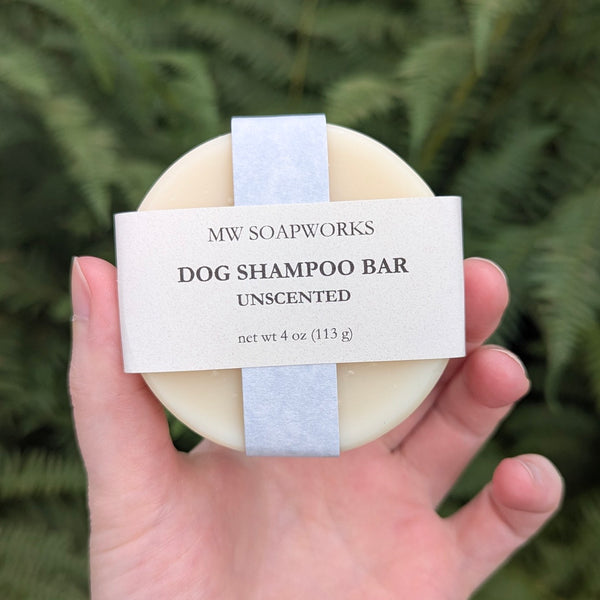 MW SOAPWORKS
DOG SHAMPOO BAR
UNSCENTED
net wt 4 oz (113 g)